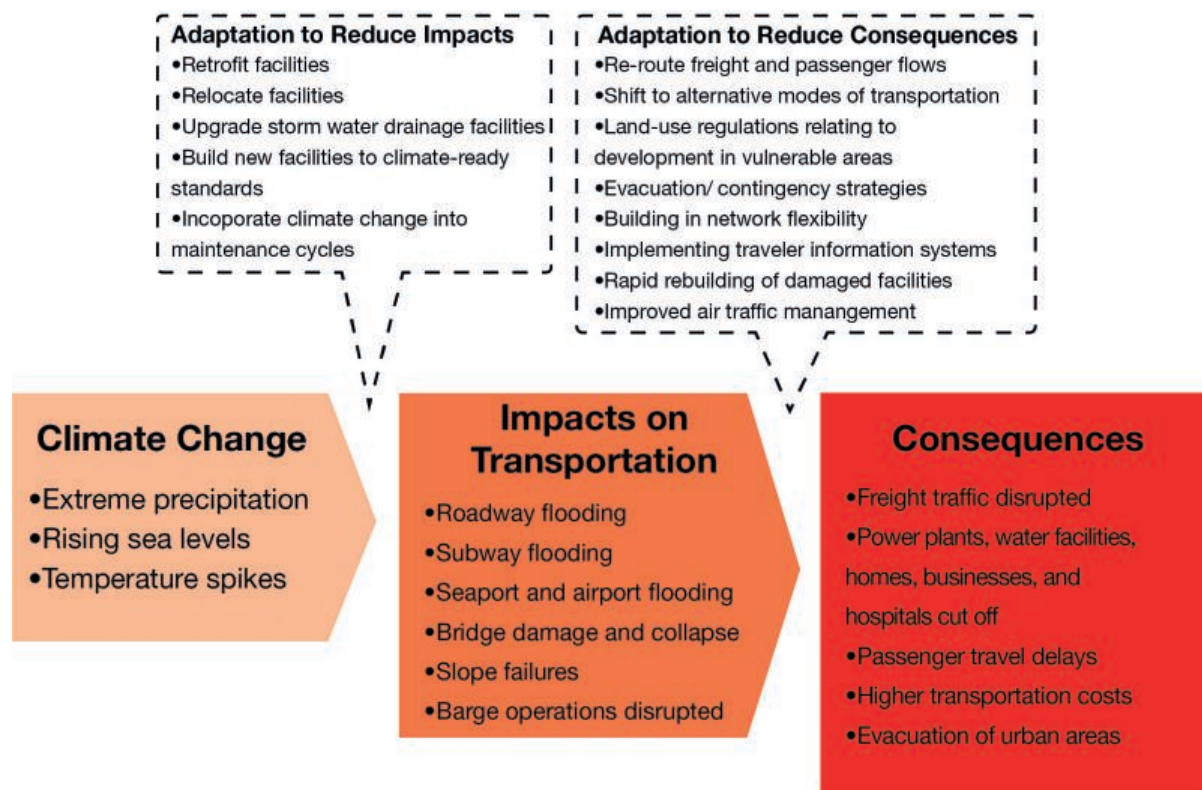 Adaptation to Reduce Impacts
•Retrofit facilities
•Relocate facilities
•Upgrade storm water drainage facilities
•Build new facilities to climate-ready
standards
•Incoporate climate change into
maintenance cycles
Adaptation to Reduce Consequences
•Re-route freight and passenger flows
•Shift to alternative modes of transportation
•Land-use regulations relating to
development in vulnerable areas
•Evacuation/ contingency strategies
•Building in network flexibility
•Implementing traveler information systems
•Rapid rebuilding of damaged facilities
•Improved air traffic manangement
Climate Change
•Extreme precipitation
•Rising sea levels
•Temperature spikes
Impacts on
Transportation
•Roadway flooding
•Subway flooding
•Seaport and airport flooding
•Bridge damage and collapse
•Slope failures
•Barge operations disrupted
Consequences
•Freight traffic disrupted
•Power plants, water facilities,
homes, businesses, and
hospitals cut off
•Passenger travel delays
•Higher transportation costs
•Evacuation of urban areas